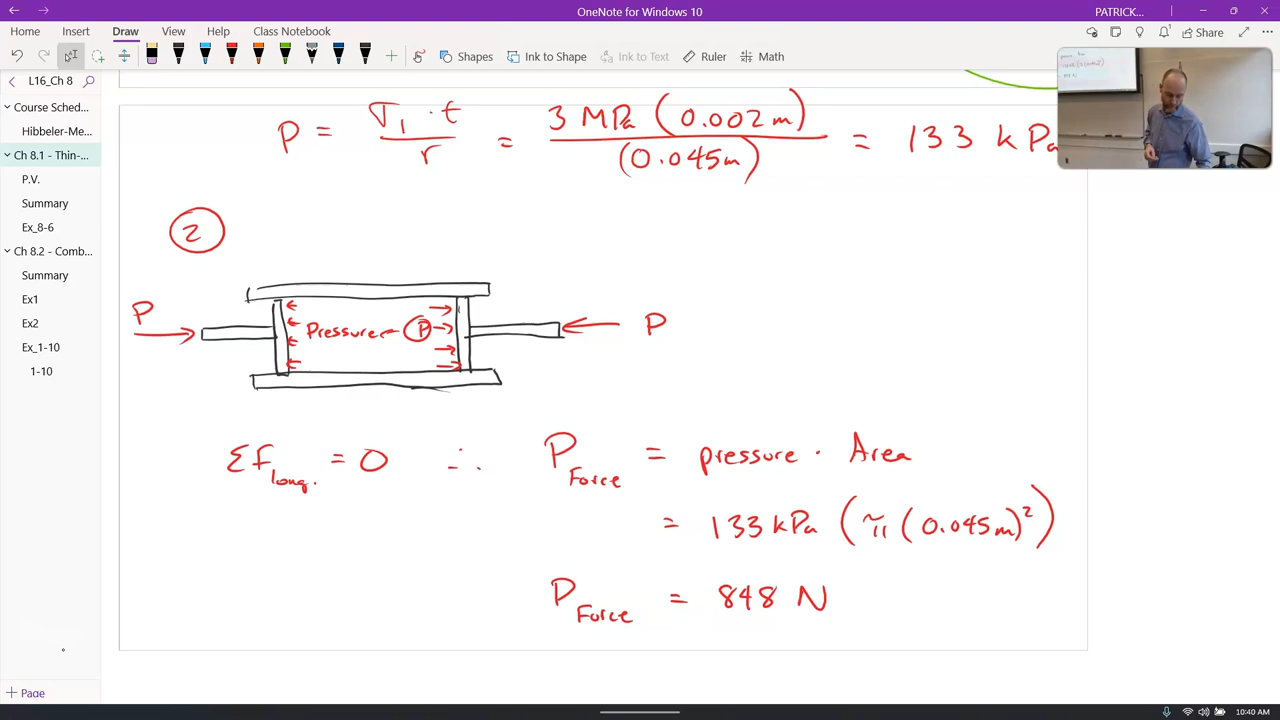 OneNote for Windows 10
PATRICK...
Home Insert Draw View Help Class Notebook
Share
Shapes Ink to Shape Ink to Text Ruler Math
L16_Ch 8
Course Sched...
Hibbeler-Me...
Ch 8.1 - Thin-...
P.V.
Summary
Ex_8-6
Ch 8.2 - Comb...
Summary
Ex1
Ex2
Ex_1-10
1-10
Page
P = σ₁ · t / r = 3 MPa (0.002 m) / (0.045m) = 133 kPa
2
P Pressure P P
ΣF long. = 0 ∴ P Force = pressure · Area
= 133 kPa (π (0.045m)²)
P Force = 848 N
10:40 AM